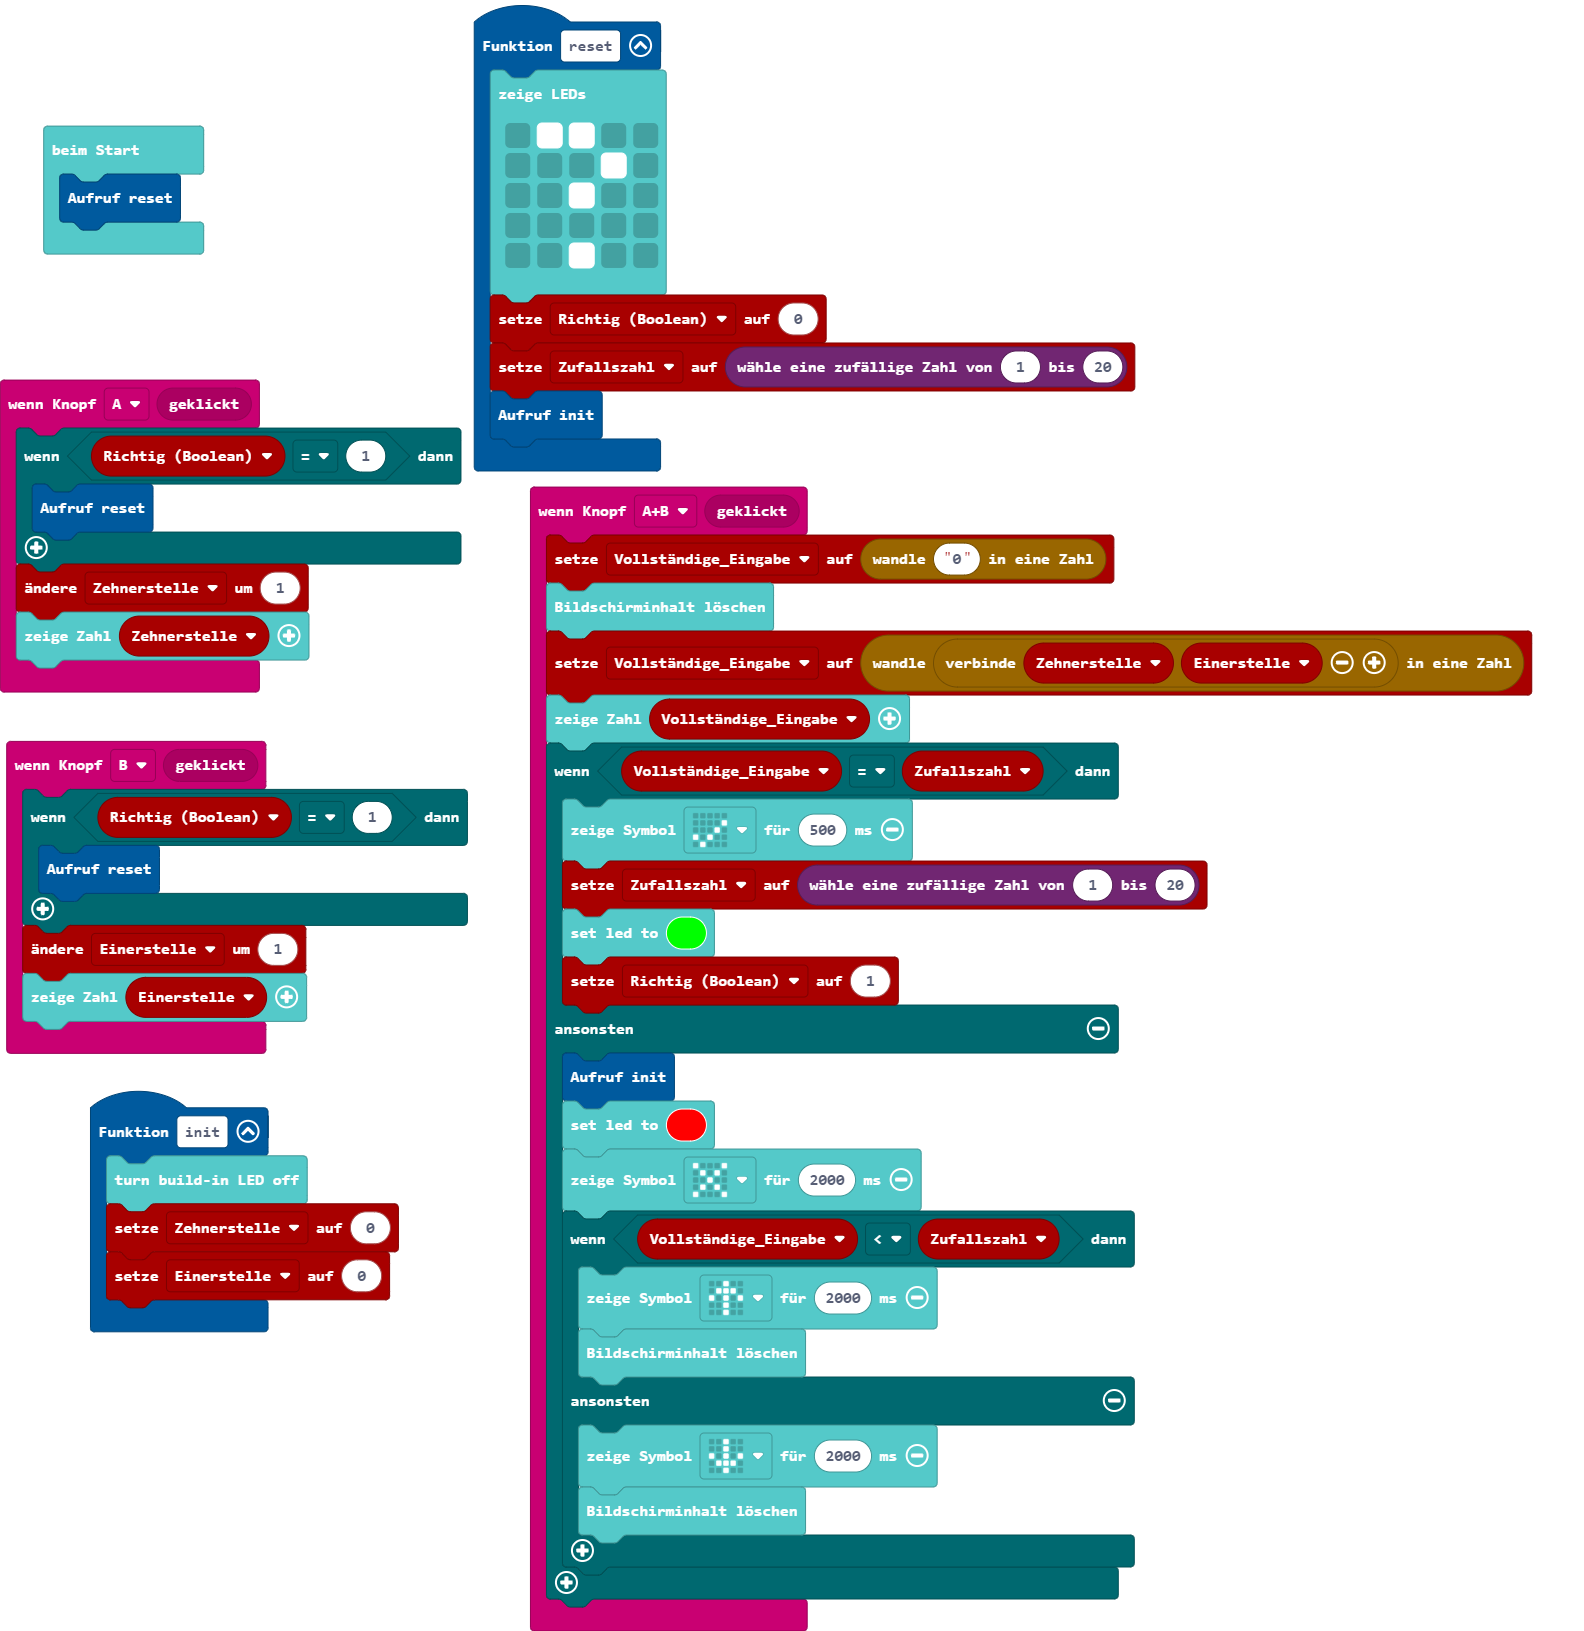 beim Start
Aufruf reset
Funktion reset
zeige LEDs
setze Richtig (Boolean) auf 0
setze Zufallszahl auf wähle eine zufällige Zahl von 1 bis 20
Aufruf init
wenn Knopf A geklickt
wenn Richtig (Boolean) = 1 dann
Aufruf reset
ändere Zehnerstelle um 1
zeige Zahl Zehnerstelle
wenn Knopf B geklickt
wenn Richtig (Boolean) = 1 dann
Aufruf reset
ändere Einerstelle um 1
zeige Zahl Einerstelle
Funktion init
turn build-in LED off
setze Zehnerstelle auf 0
setze Einerstelle auf 0
wenn Knopf A+B geklickt
setze Vollständige_Eingabe auf wandle "0" in eine Zahl
Bildschirminhalt löschen
setze Vollständige_Eingabe auf wandle verbinde Zehnerstelle Einerstelle in eine Zahl
zeige Zahl Vollständige_Eingabe
wenn Vollständige_Eingabe = Zufallszahl dann
zeige Symbol für 500 ms
setze Zufallszahl auf wähle eine zufällige Zahl von 1 bis 20
set led to
setze Richtig (Boolean) auf 1
ansonsten
Aufruf init
set led to
zeige Symbol für 2000 ms
wenn Vollständige_Eingabe < Zufallszahl dann
zeige Symbol für 2000 ms
Bildschirminhalt löschen
ansonsten
zeige Symbol für 2000 ms
Bildschirminhalt löschen